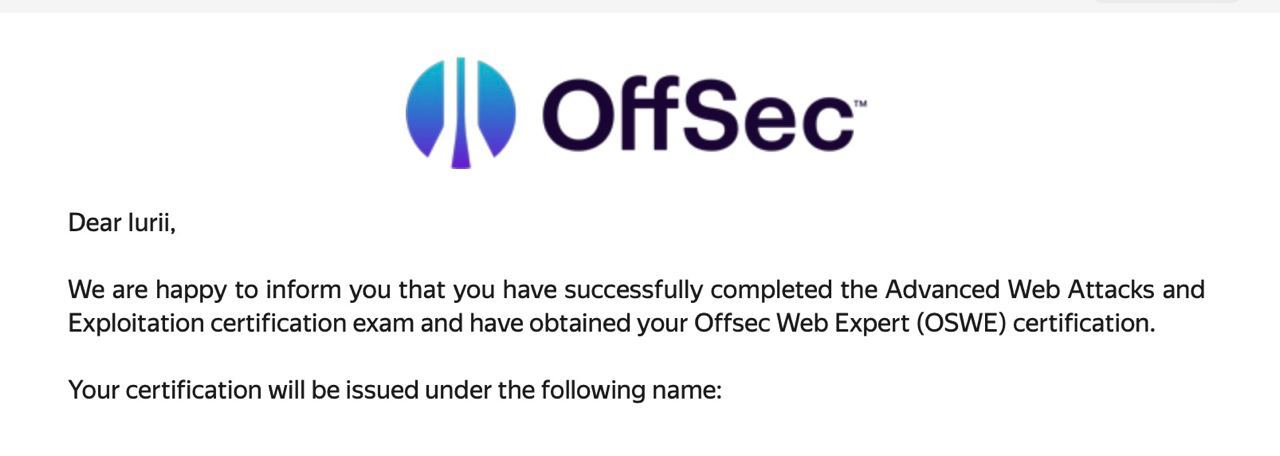 OffSec™
Dear Iurii,
We are happy to inform you that you have successfully completed the Advanced Web Attacks and
Exploitation certification exam and have obtained your Offsec Web Expert (OSWE) certification.
Your certification will be issued under the following name: